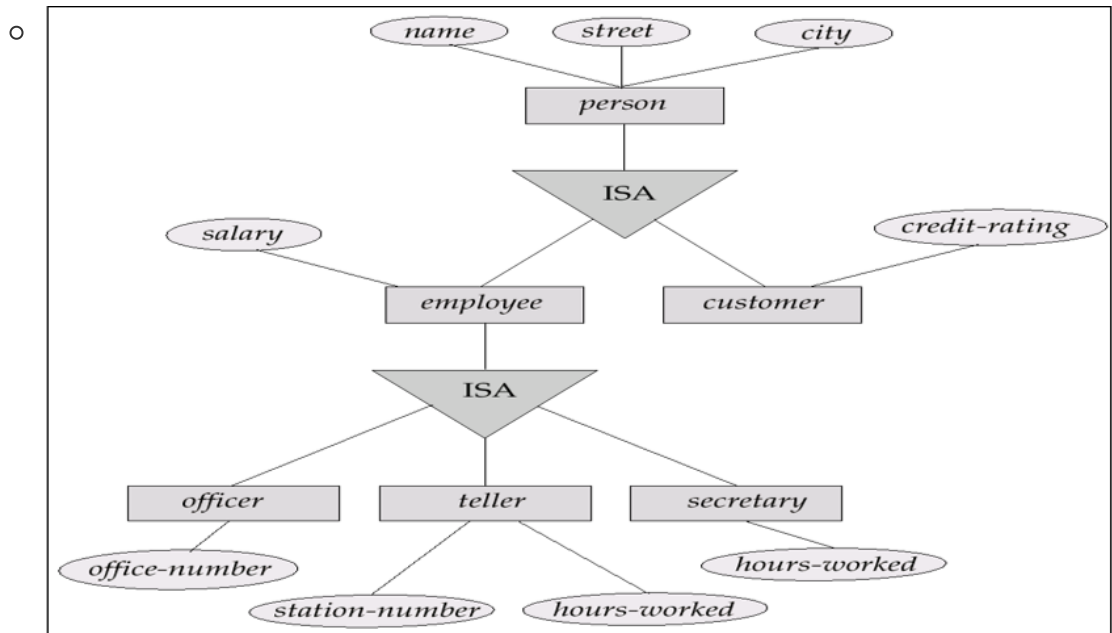 name street city
person
ISA
salary credit-rating
employee customer
ISA
officer teller secretary
office-number hours-worked
station-number hours-worked